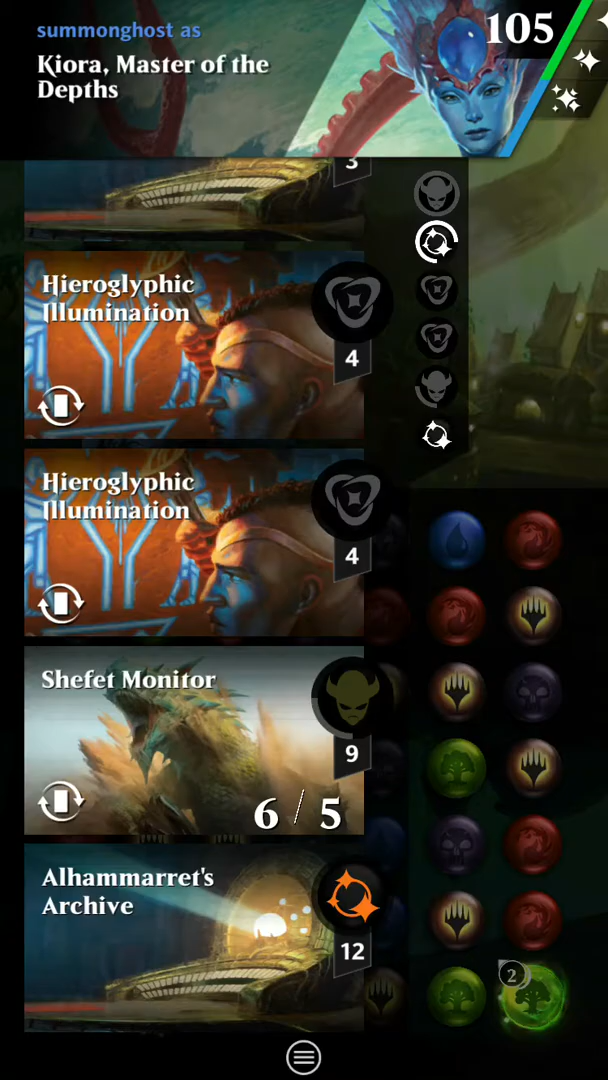 summonghost as
Kiora, Master of the
Depths
105
3
Hieroglyphic
Illumination
4
Hieroglyphic
Illumination
4
Shefet Monitor
9
6 / 5
Alhammarret's
Archive
12
2